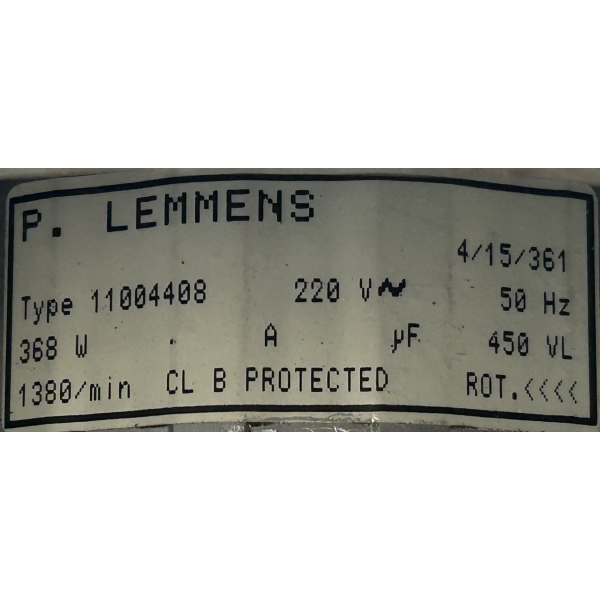 P. LEMMENS
4/15/361
Type 11004408 220 V~ 50 Hz
368 W A µF 450 VL
1380/min CL B PROTECTED ROT.<<<<